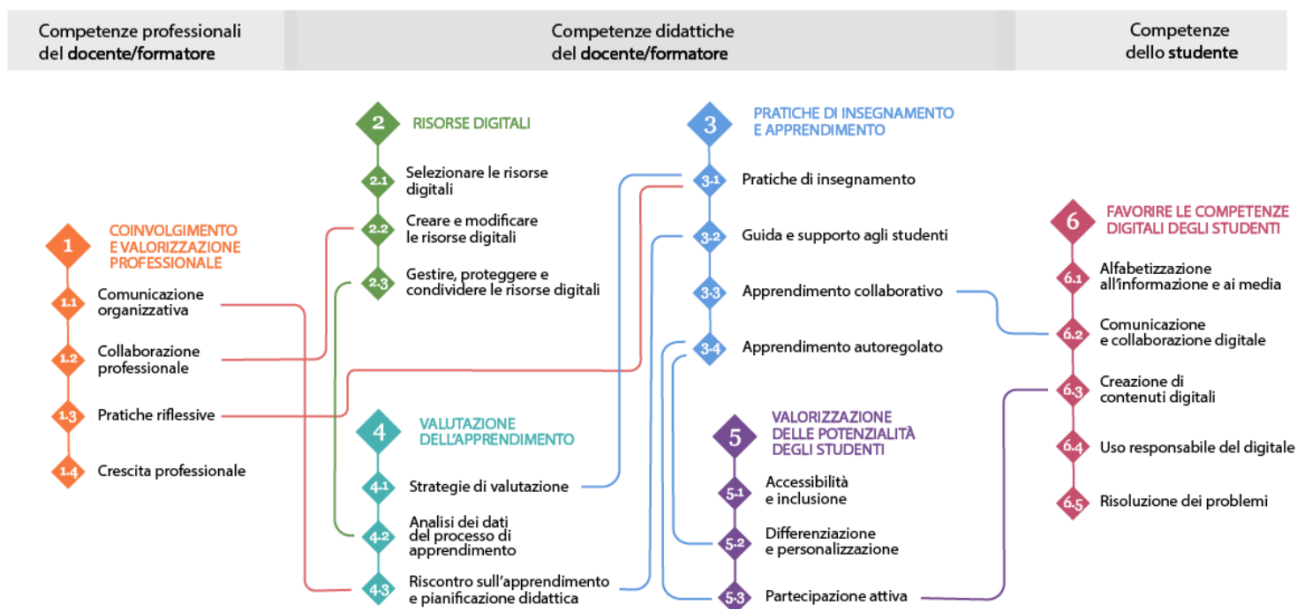 Competenze professionali
del docente/formatore
Competenze didattiche
del docente/formatore
Competenze
dello studente
1
COINVOLGIMENTO
E VALORIZZAZIONE
PROFESSIONALE
1.1
Comunicazione
organizzativa
1.2
Collaborazione
professionale
1.3
Pratiche riflessive
1.4
Crescita professionale
2
RISORSE DIGITALI
2.1
Selezionare le risorse
digitali
2.2
Creare e modificare
le risorse digitali
2.3
Gestire, proteggere e
condividere le risorse digitali
3
PRATICHE DI INSEGNAMENTO
E APPRENDIMENTO
3.1
Pratiche di insegnamento
3.2
Guida e supporto agli studenti
3.3
Apprendimento collaborativo
3.4
Apprendimento autoregolato
4
VALUTAZIONE
DELL'APPRENDIMENTO
4.1
Strategie di valutazione
4.2
Analisi dei dati
del processo di
apprendimento
4.3
Riscontro sull'apprendimento
e pianificazione didattica
5
VALORIZZAZIONE
DELLE POTENZIALITÀ
DEGLI STUDENTI
5.1
Accessibilità
e inclusione
5.2
Differenziazione
e personalizzazione
5.3
Partecipazione attiva
6
FAVORIRE LE COMPETENZE
DIGITALI DEGLI STUDENTI
6.1
Alfabetizzazione
all'informazione e ai media
6.2
Comunicazione
e collaborazione digitale
6.3
Creazione di
contenuti digitali
6.4
Uso responsabile del digitale
6.5
Risoluzione dei problemi